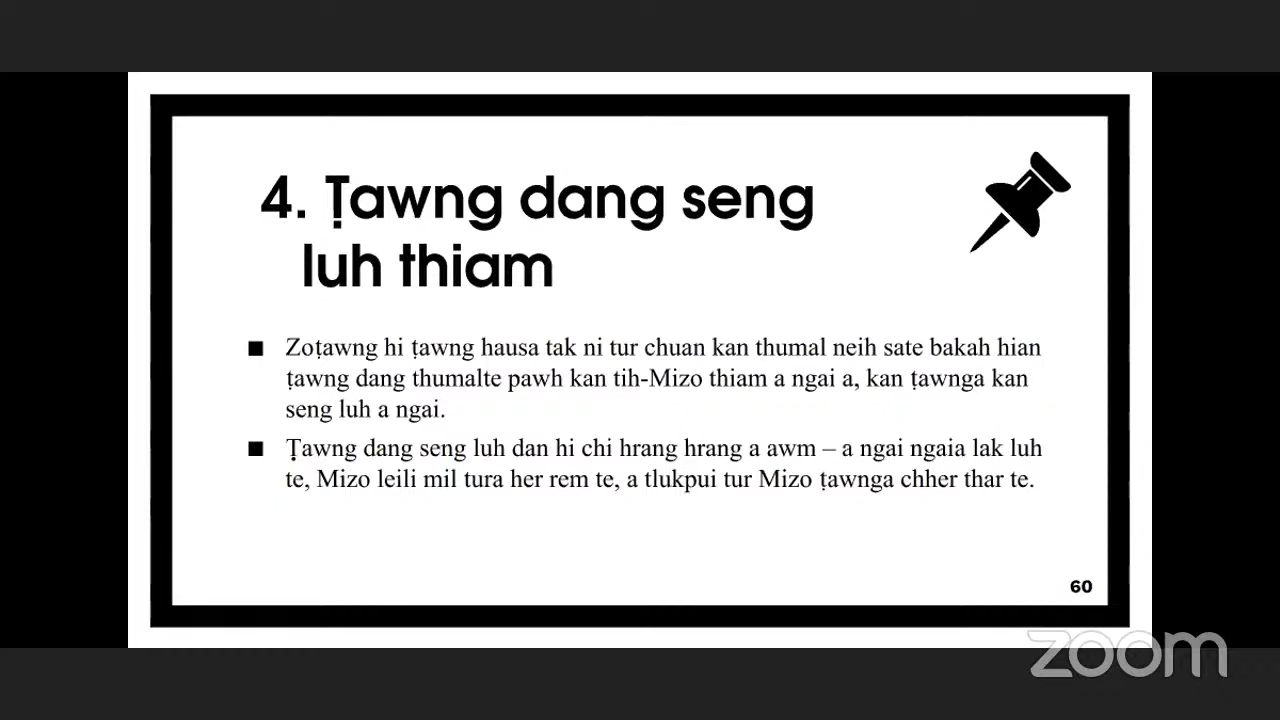 4. Ṭawng dang seng
luh thiam
■ Zoṭawng hi ṭawng hausa tak ni tur chuan kan thumal neih sate bakah hian
ṭawng dang thumalte pawh kan tih-Mizo thiam a ngai a, kan ṭawnga kan
seng luh a ngai.
■ Ṭawng dang seng luh dan hi chi hrang hrang a awm – a ngai ngaia lak luh
te, Mizo leili mil tura her rem te, a tlukpui tur Mizo ṭawnga chher thar te.
60
zoom